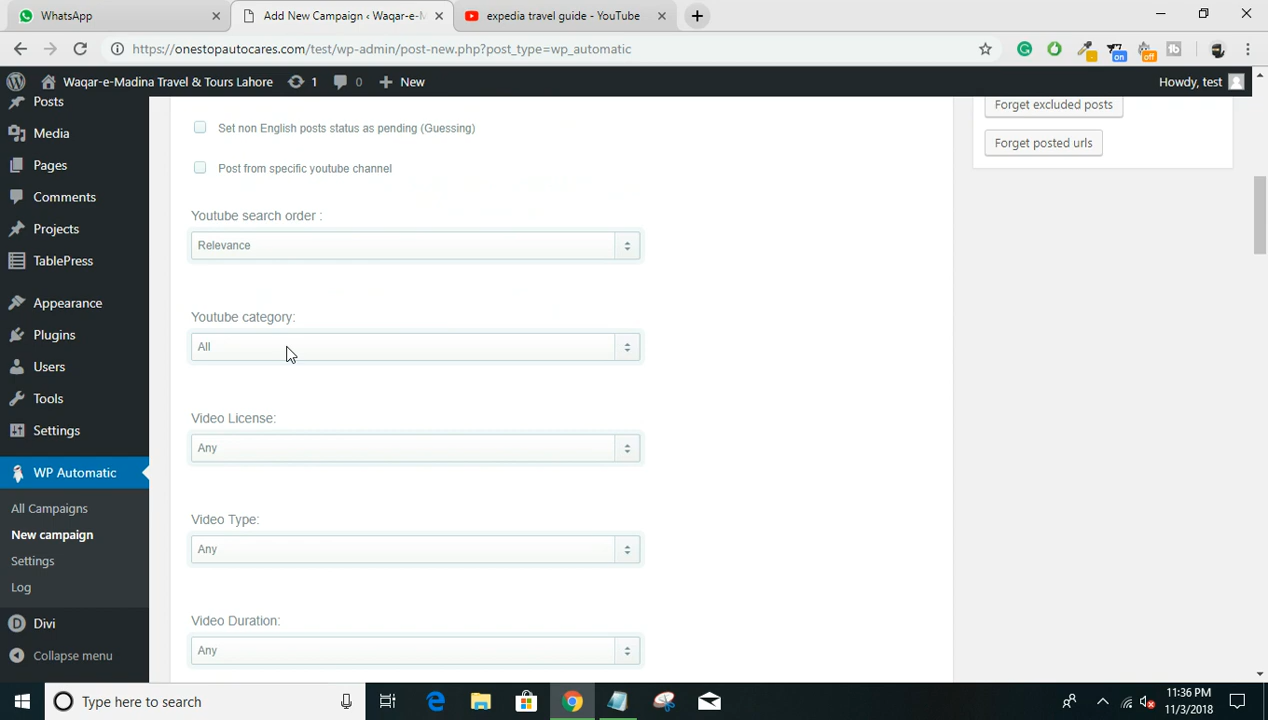 WhatsApp
Add New Campaign ‹ Waqar-e-M
expedia travel guide - YouTube
https://onestopautocares.com/test/wp-admin/post-new.php?post_type=wp_automatic
on
off
tb
Waqar-e-Madina Travel & Tours Lahore
1
0
New
Howdy, test
Posts
Media
Pages
Comments
Projects
TablePress
Appearance
Plugins
Users
Tools
Settings
WP Automatic
All Campaigns
New campaign
Settings
Log
Divi
Collapse menu
Set non English posts status as pending (Guessing)
Post from specific youtube channel
Youtube search order :
Relevance
Youtube category:
All
Video License:
Any
Video Type:
Any
Video Duration:
Any
Forget excluded posts
Forget posted urls
Type here to search
11:36 PM
11/3/2018